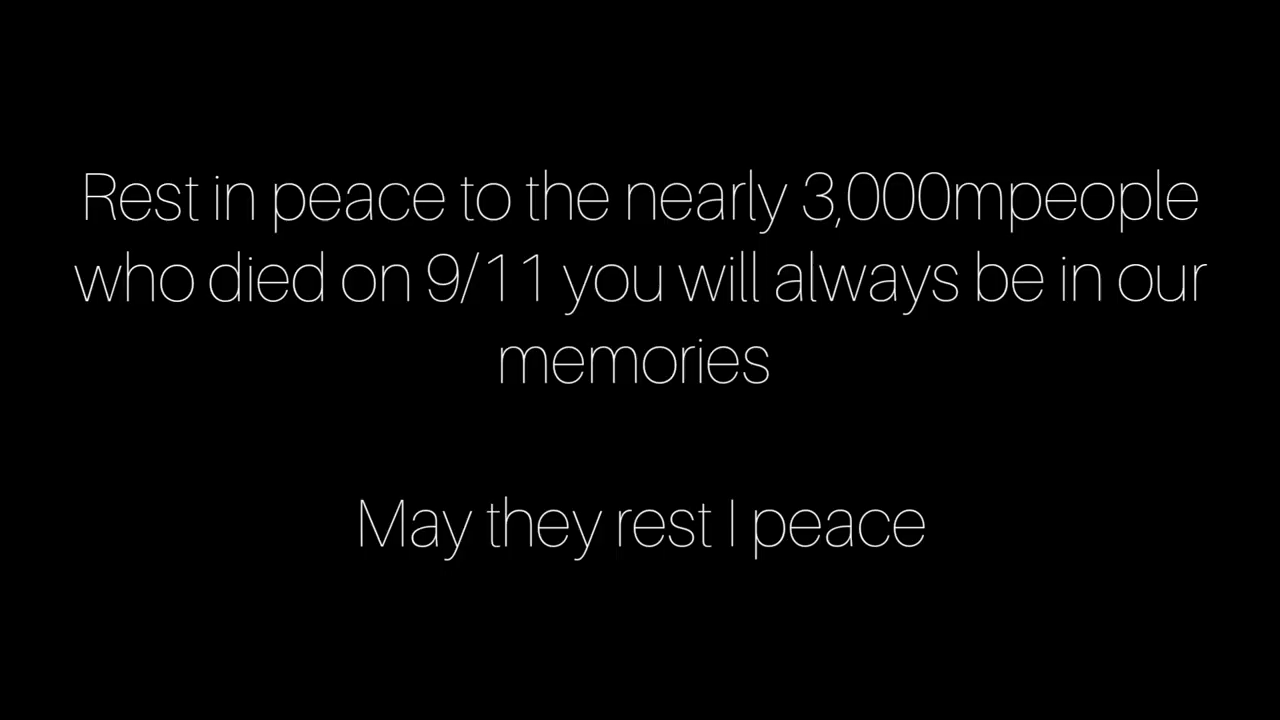 Rest in peace to the nearly 3,000mpeople
who died on 9/11 you will always be in our
memories
May they rest I peace